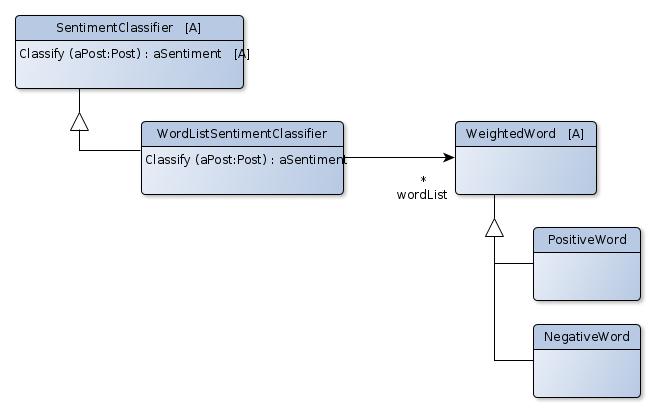 SentimentClassifier [A]
Classify (aPost:Post) : aSentiment [A]
WordListSentimentClassifier
Classify (aPost:Post) : aSentiment
WeightedWord [A]
*
wordList
PositiveWord
NegativeWord